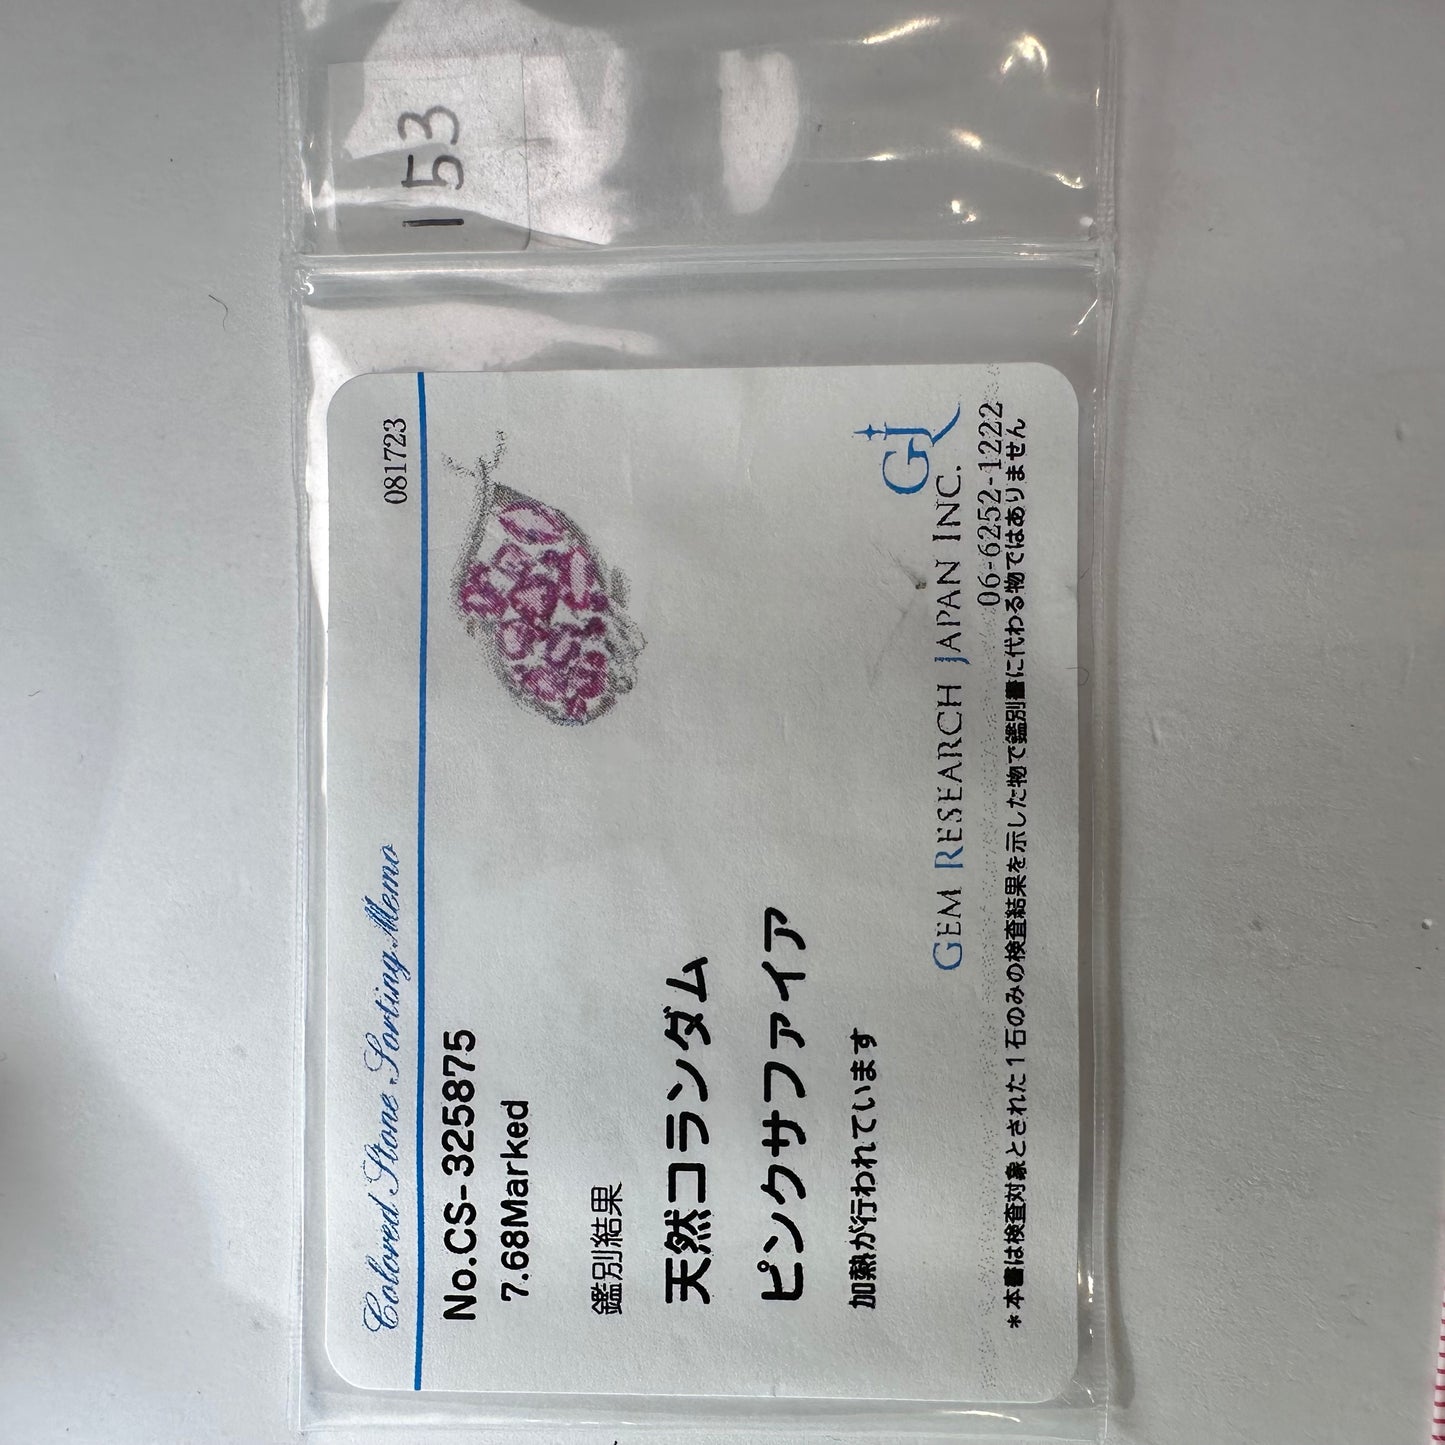 153
Colored Stone Sorting Memo
081723
No.CS-325875
7.68Marked
鑑別結果
天然コランダム
ピンクサファイア
加熱が行われています
GJ
GEM RESEARCH JAPAN INC.
06-6252-1222
*本書は検査対象とされた1石のみの検査結果を示した物で鑑別書に代わる物ではありません